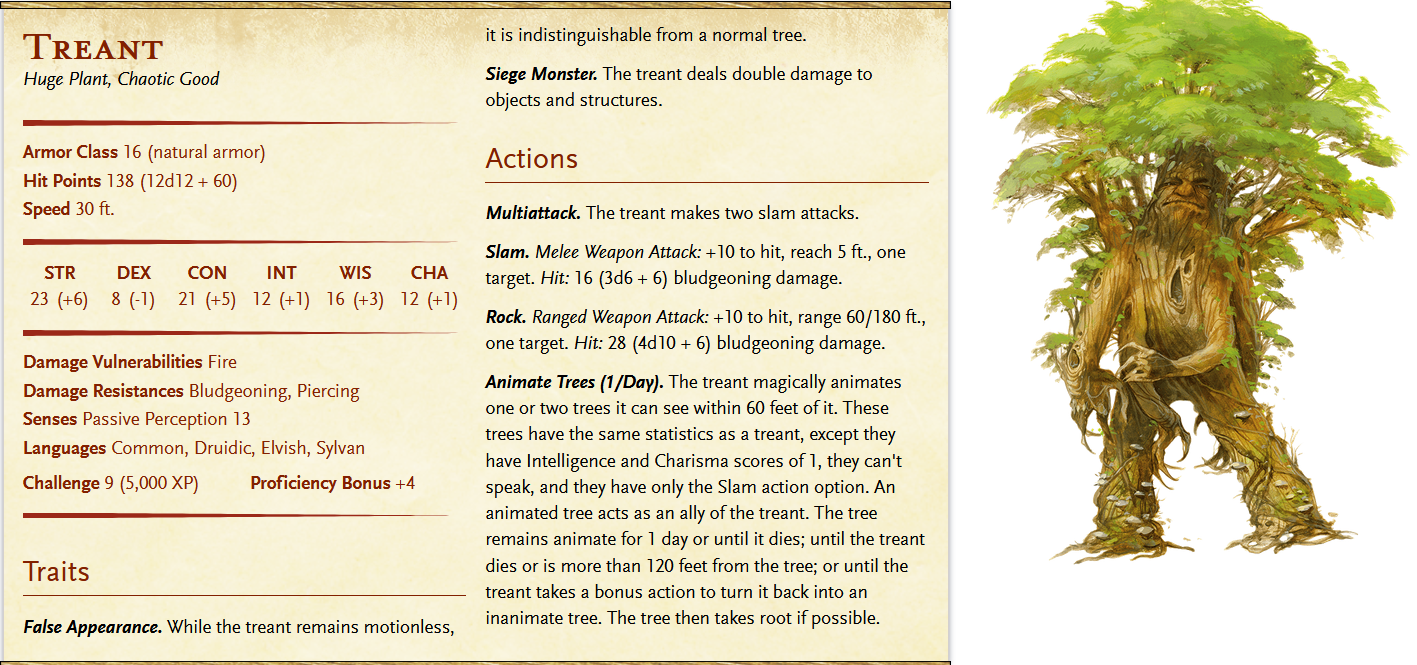 Treant
Huge Plant, Chaotic Good
Armor Class 16 (natural armor)
Hit Points 138 (12d12 + 60)
Speed 30 ft.
STR DEX CON INT WIS CHA
23 (+6) 8 (-1) 21 (+5) 12 (+1) 16 (+3) 12 (+1)
Damage Vulnerabilities Fire
Damage Resistances Bludgeoning, Piercing
Senses Passive Perception 13
Languages Common, Druidic, Elvish, Sylvan
Challenge 9 (5,000 XP) Proficiency Bonus +4
Traits
False Appearance. While the treant remains motionless,
it is indistinguishable from a normal tree.
Siege Monster. The treant deals double damage to
objects and structures.
Actions
Multiattack. The treant makes two slam attacks.
Slam. Melee Weapon Attack: +10 to hit, reach 5 ft., one
target. Hit: 16 (3d6 + 6) bludgeoning damage.
Rock. Ranged Weapon Attack: +10 to hit, range 60/180 ft.,
one target. Hit: 28 (4d10 + 6) bludgeoning damage.
Animate Trees (1/Day). The treant magically animates
one or two trees it can see within 60 feet of it. These
trees have the same statistics as a treant, except they
have Intelligence and Charisma scores of 1, they can't
speak, and they have only the Slam action option. An
animated tree acts as an ally of the treant. The tree
remains animate for 1 day or until it dies; until the treant
dies or is more than 120 feet from the tree; or until the
treant takes a bonus action to turn it back into an
inanimate tree. The tree then takes root if possible.